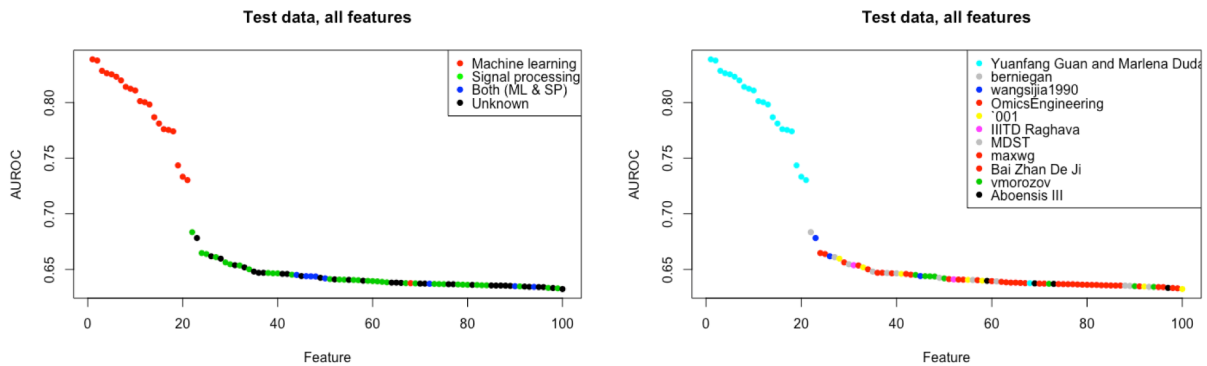 Test data, all features
AUROC
0.80
0.75
0.70
0.65
Machine learning
Signal processing
Both (ML & SP)
Unknown
0 20 40 60 80 100
Feature
Test data, all features
AUROC
0.80
0.75
0.70
0.65
Yuanfang Guan and Marlena Duda
berniegan
wangsijia1990
OmicsEngineering
`001
IIITD Raghava
MDST
maxwg
Bai Zhan De Ji
vmorozov
Aboensis III
0 20 40 60 80 100
Feature